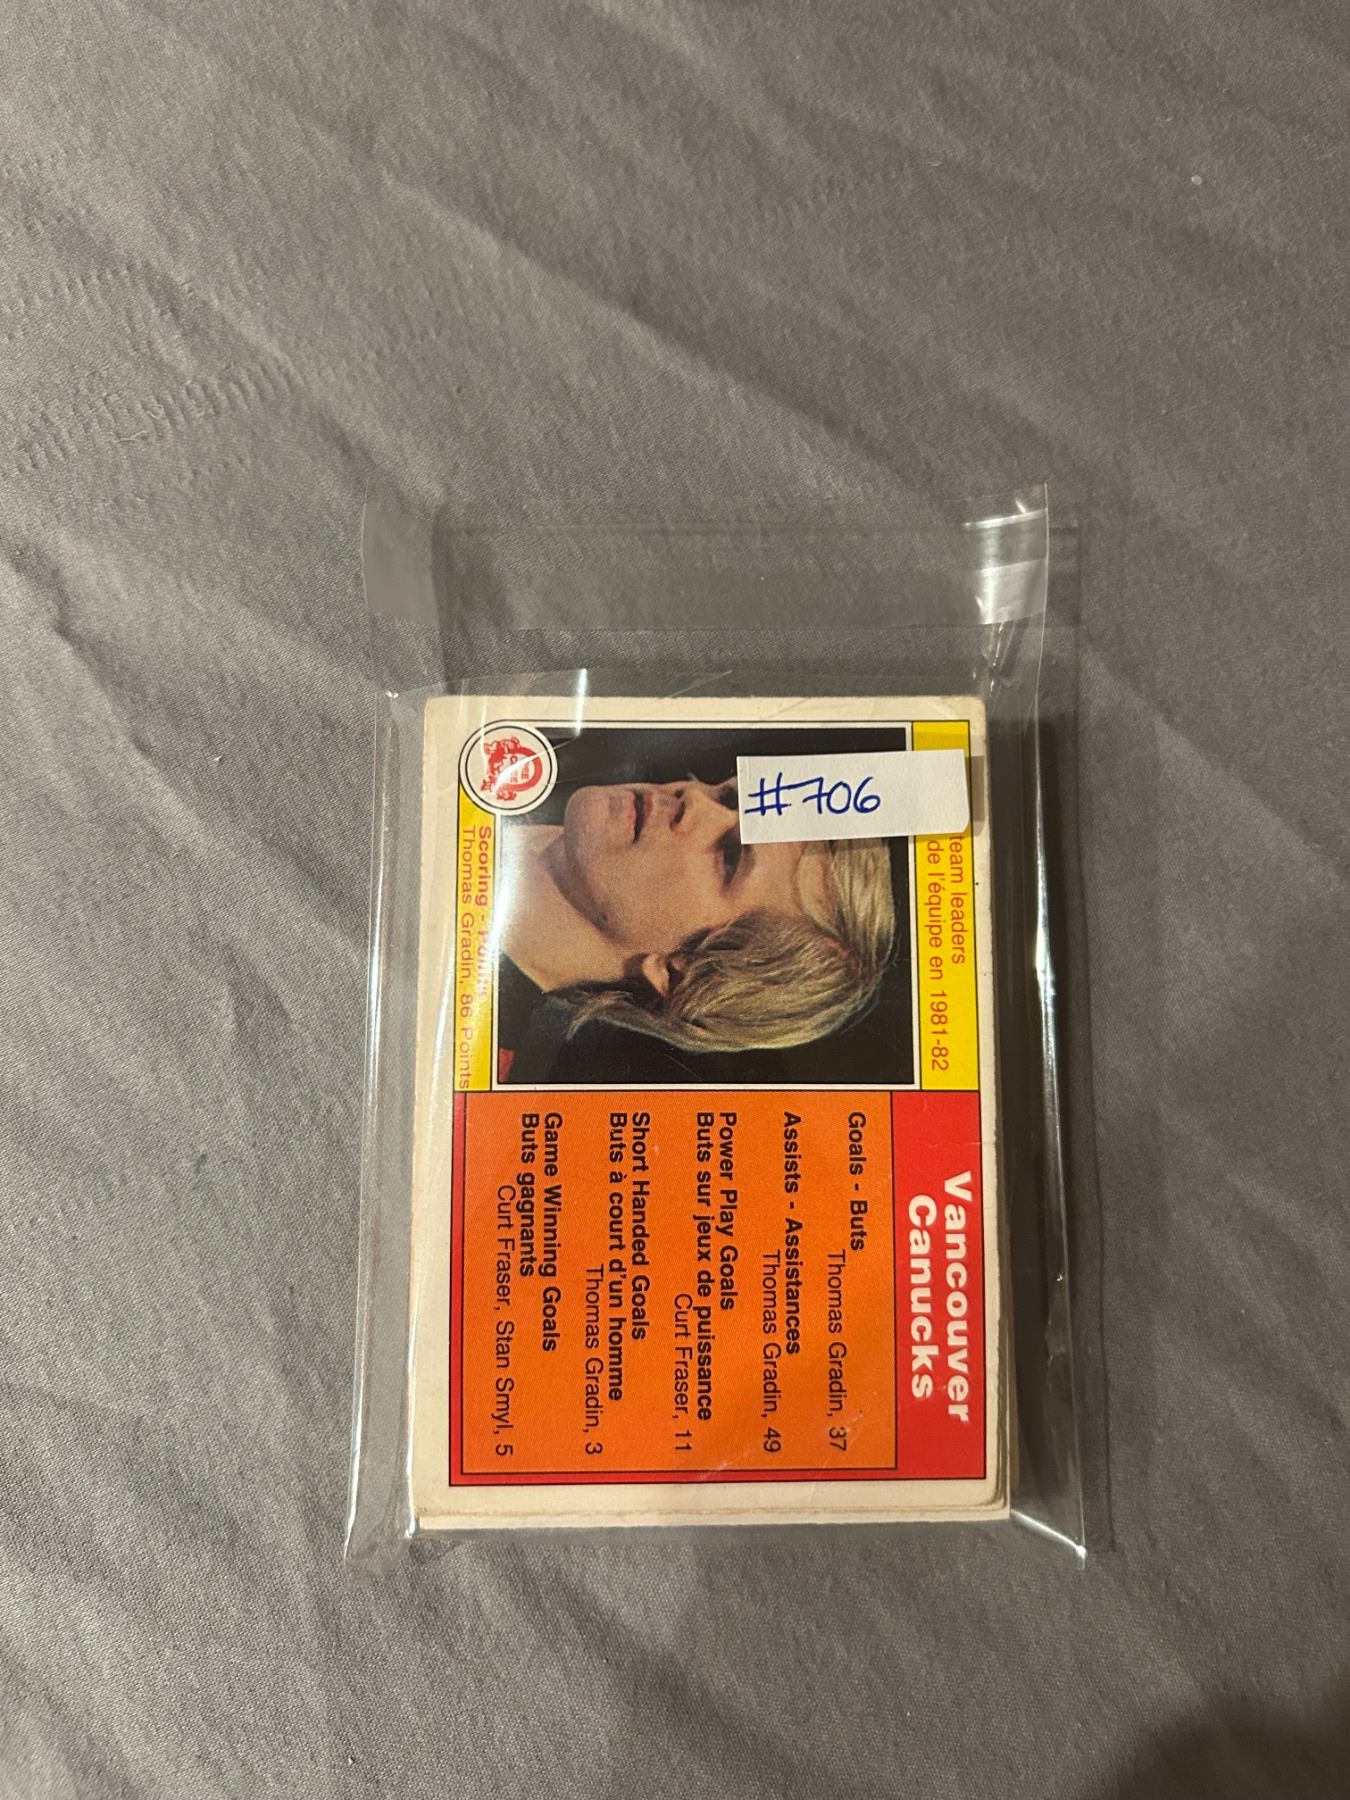 #706
team leaders
de l'équipe en 1981-82
Scoring - Points
Thomas Gradin, 86 Points
Vancouver
Canucks
Goals - Buts
Thomas Gradin, 37
Assists - Assistances
Thomas Gradin, 49
Power Play Goals
Buts sur jeux de puissance
Curt Fraser, 11
Short Handed Goals
Buts à court d'un homme
Thomas Gradin, 3
Game Winning Goals
Buts gagnants
Curt Fraser, Stan Smyl, 5